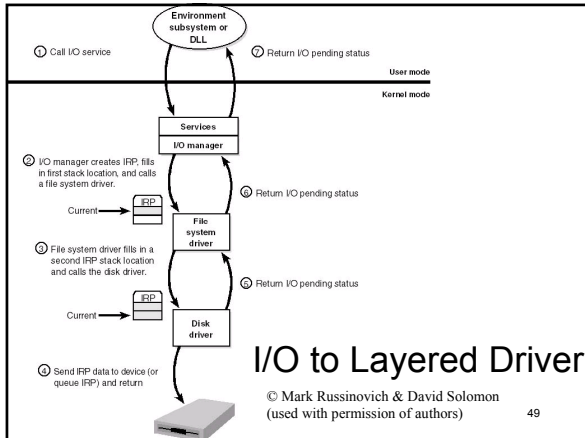 Environment
subsystem or
DLL
① Call I/O service
⑦ Return I/O pending status
User mode
Kernel mode
Services
I/O manager
② I/O manager creates IRP, fills
in first stack location, and calls
a file system driver.
⑥ Return I/O pending status
IRP
Current
File
system
driver
③ File system driver fills in a
second IRP stack location
and calls the disk driver.
⑤ Return I/O pending status
IRP
Current
Disk
driver
④ Send IRP data to device (or
queue IRP) and return
I/O to Layered Driver
© Mark Russinovich & David Solomon
(used with permission of authors)
49